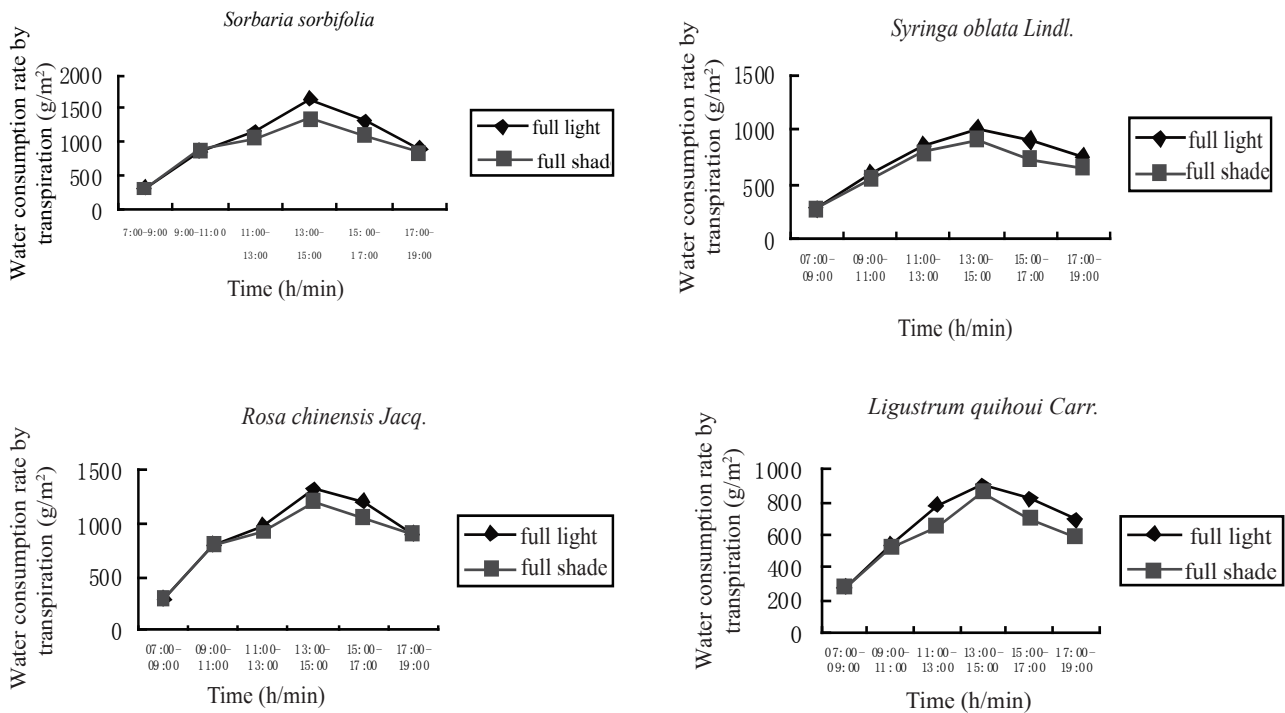 Sorbaria sorbifolia
Water consumption rate by
transpiration (g/m²)
2000
1500
1000
500
0
7:00–9:00 9:00–11:00 11:00– 13:00– 15:00– 17:00–
13:00 15:00 17:00 19:00
Time (h/min)
full light
full shade
Syringa oblata Lindl.
Water consumption rate by
transpiration (g/m²)
1500
1000
500
0
07:00– 09:00– 11:00– 13:00– 15:00– 17:00–
09:00 11:00 13:00 15:00 17:00 19:00
Time (h/min)
full light
full shade
Rosa chinensis Jacq.
Water consumption rate by
transpiration (g/m²)
1500
1000
500
0
07:00– 09:00– 11:00– 13:00– 15:00– 17:00–
09:00 11:00 13:00 15:00 17:00 19:00
Time (h/min)
full light
full shade
Ligustrum quihoui Carr.
Water consumption rate by
transpiration (g/m²)
1000
800
600
400
200
0
07:00– 09:00– 11:00– 13:00– 15:00– 17:00–
09:00 11:00 13:00 15:00 17:00 19:00
Time (h/min)
full light
full shade